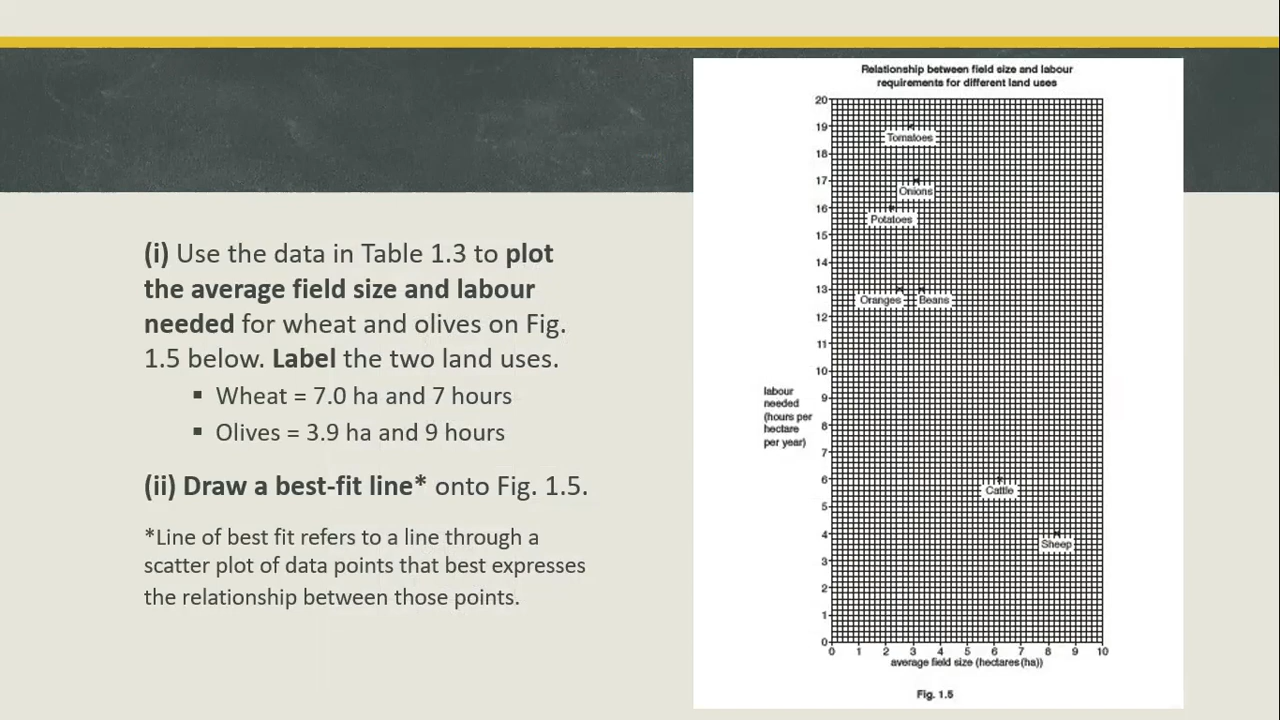 (i) Use the data in Table 1.3 to plot
the average field size and labour
needed for wheat and olives on Fig.
1.5 below. Label the two land uses.
▪ Wheat = 7.0 ha and 7 hours
▪ Olives = 3.9 ha and 9 hours
(ii) Draw a best-fit line* onto Fig. 1.5.
*Line of best fit refers to a line through a
scatter plot of data points that best expresses
the relationship between those points.
Relationship between field size and labour
requirements for different land uses
20
19
Tomatoes
18
17
Onions
16
Potatoes
15
14
13
Oranges Beans
12
11
10
labour
needed
(hours per
hectare
per year)
9
8
7
6
Cattle
5
4
Sheep
3
2
1
0
0 1 2 3 4 5 6 7 8 9 10
average field size (hectares (ha))
Fig. 1.5